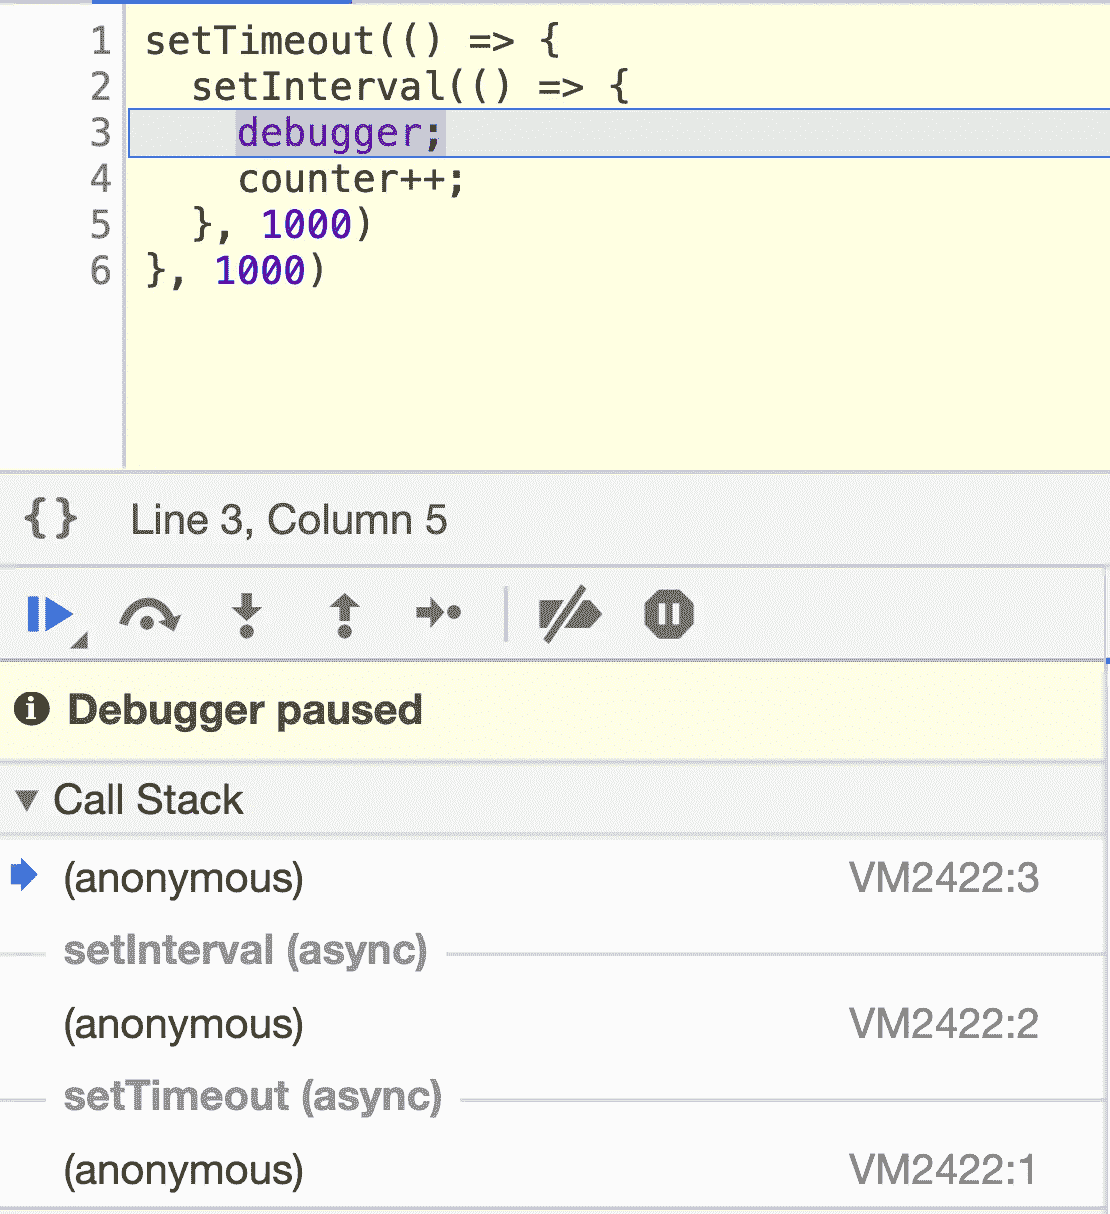 1 setTimeout(() => {
2   setInterval(() => {
3     debugger;
4     counter++;
5   }, 1000)
6 }, 1000)
{} Line 3, Column 5
Debugger paused
Call Stack
(anonymous) VM2422:3
setInterval (async)
(anonymous) VM2422:2
setTimeout (async)
(anonymous) VM2422:1